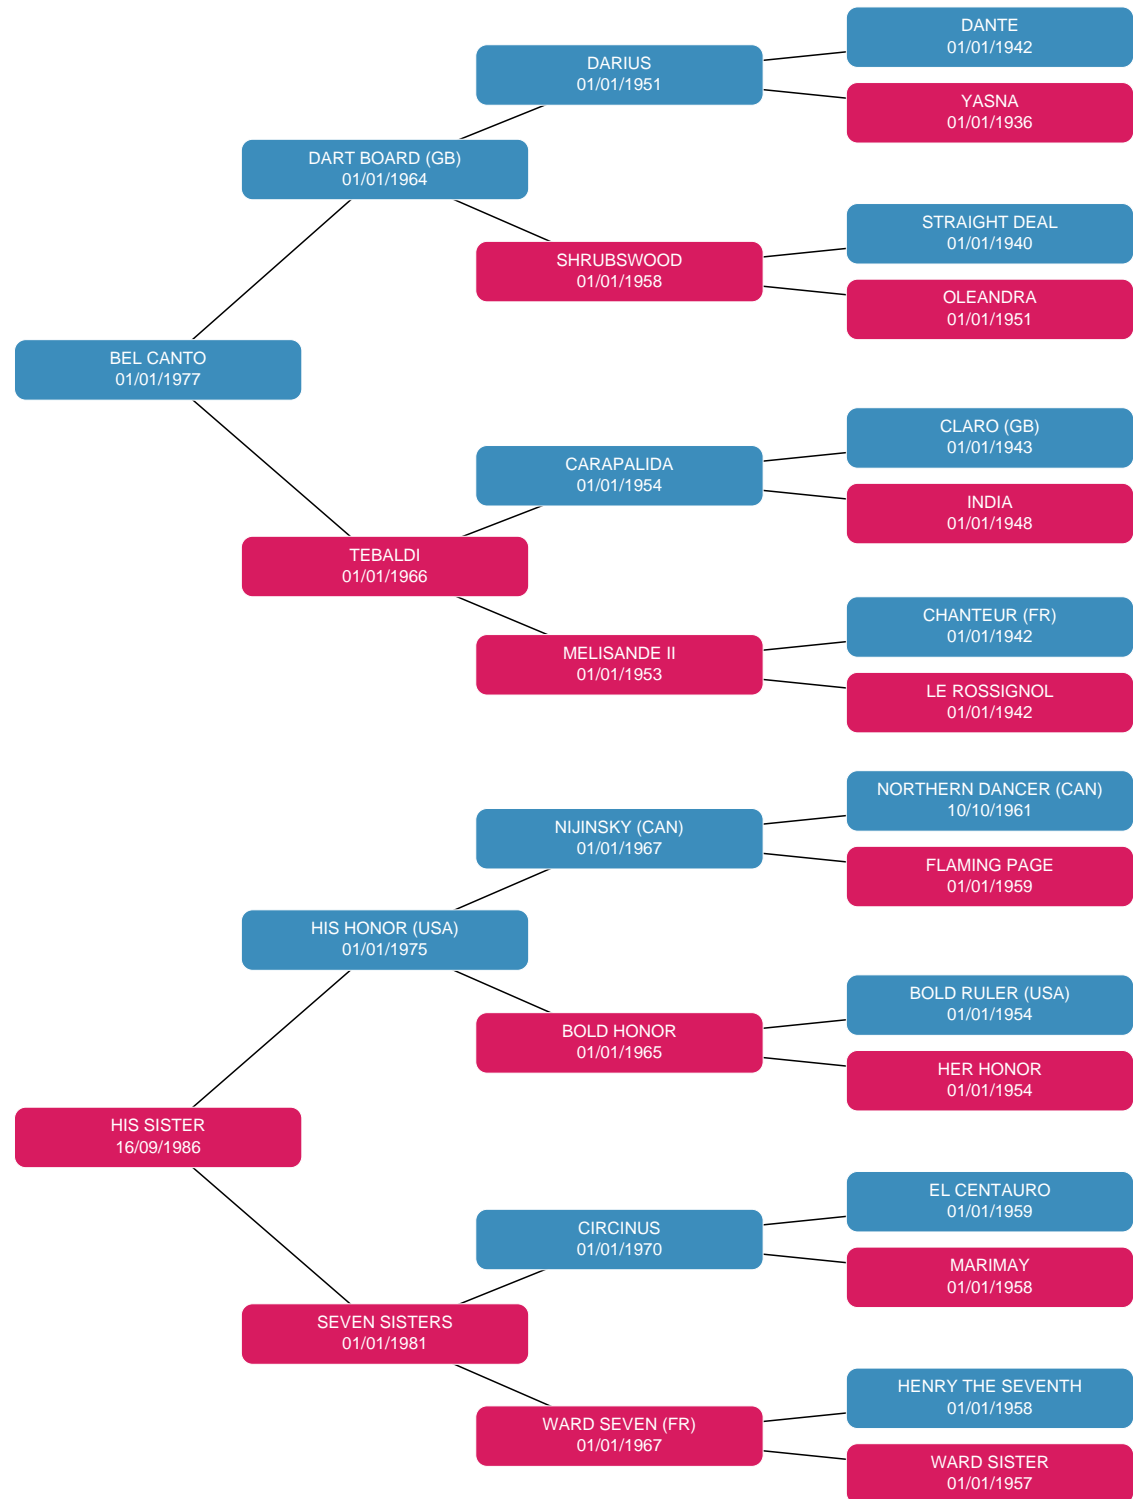 DANTE
01/01/1942
DARIUS
01/01/1951
YASNA
01/01/1936
DART BOARD (GB)
01/01/1964
STRAIGHT DEAL
01/01/1940
SHRUBSWOOD
01/01/1958
OLEANDRA
01/01/1951
BEL CANTO
01/01/1977
CLARO (GB)
01/01/1943
CARAPALIDA
01/01/1954
INDIA
01/01/1948
TEBALDI
01/01/1966
CHANTEUR (FR)
01/01/1942
MELISANDE II
01/01/1953
LE ROSSIGNOL
01/01/1942
NORTHERN DANCER (CAN)
10/10/1961
NIJINSKY (CAN)
01/01/1967
FLAMING PAGE
01/01/1959
HIS HONOR (USA)
01/01/1975
BOLD RULER (USA)
01/01/1954
BOLD HONOR
01/01/1965
HER HONOR
01/01/1954
HIS SISTER
16/09/1986
EL CENTAURO
01/01/1959
CIRCINUS
01/01/1970
MARIMAY
01/01/1958
SEVEN SISTERS
01/01/1981
HENRY THE SEVENTH
01/01/1958
WARD SEVEN (FR)
01/01/1967
WARD SISTER
01/01/1957